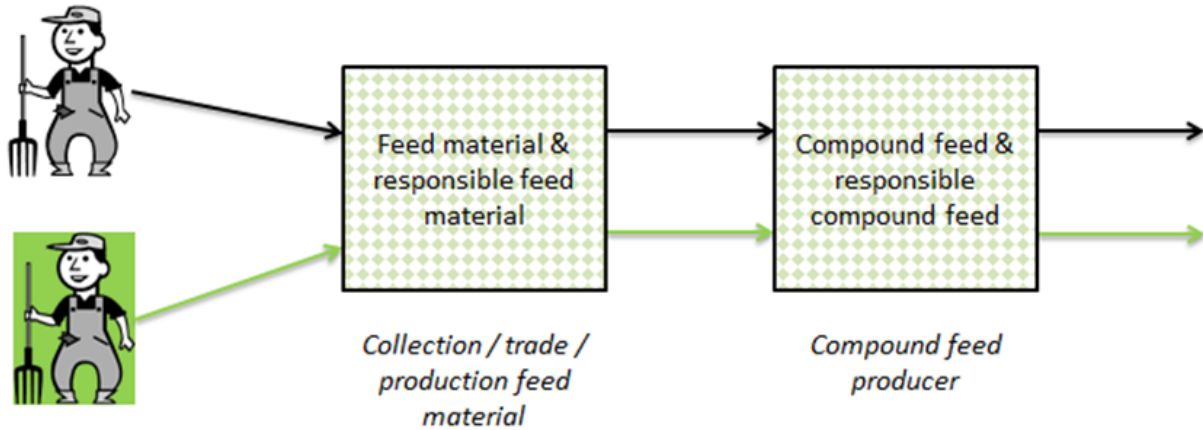 Feed material &
responsible feed
material
Compound feed &
responsible
compound feed
Collection / trade /
production feed
material
Compound feed
producer